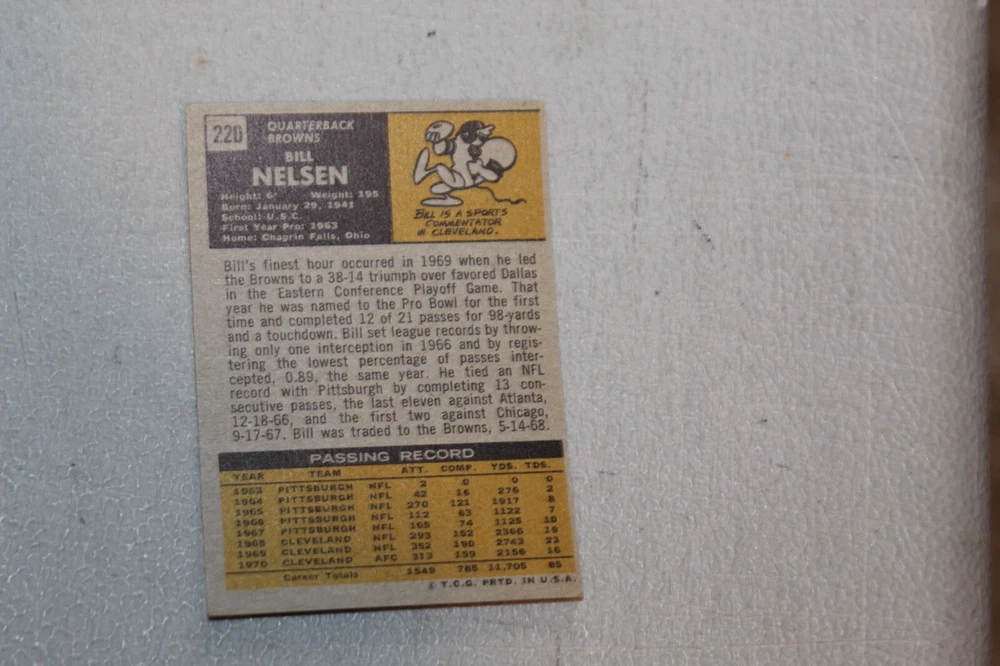 220
QUARTERBACK
BROWNS
BILL
NELSEN
Height: 6' Weight: 195
Born: January 29, 1941
School: U.S.C.
First Year Pro: 1963
Home: Chagrin Falls, Ohio
BILL IS A SPORTS
COMMENTATOR
IN CLEVELAND.
Bill's finest hour occurred in 1969 when he led
the Browns to a 38-14 triumph over favored Dallas
in the Eastern Conference Playoff Game. That
year he was named to the Pro Bowl for the first
time and completed 12 of 21 passes for 98-yards
and a touchdown. Bill set league records by throw-
ing only one interception in 1966 and by regis-
tering the lowest percentage of passes inter-
cepted, 0.89, the same year. He tied an NFL
record with Pittsburgh by completing 13 con-
secutive passes, the last eleven against Atlanta,
12-18-66, and the first two against Chicago,
9-17-67. Bill was traded to the Browns, 5-14-68.
PASSING RECORD
YEAR TEAM ATT. COMP. YDS. TDS.
1963 PITTSBURGH NFL 2 0 0 0
1964 PITTSBURGH NFL 42 16 276 2
1965 PITTSBURGH NFL 270 121 1917 8
1966 PITTSBURGH NFL 112 63 1122 7
1967 PITTSBURGH NFL 165 74 1125 10
1968 CLEVELAND NFL 293 152 2366 19
1969 CLEVELAND NFL 352 190 2743 23
1970 CLEVELAND AFC 313 159 2156 16
Career Totals 1549 785 11,705 85
© T.C.G. PRTD. IN U.S.A.